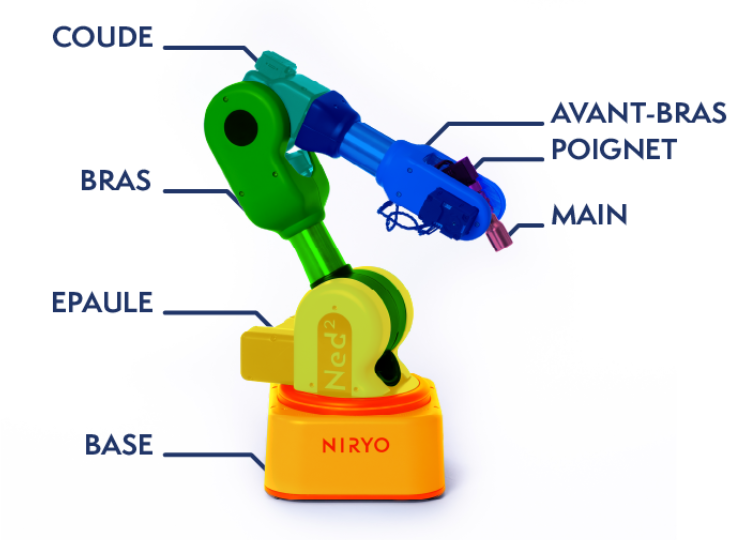 COUDE
AVANT-BRAS
POIGNET
BRAS
MAIN
EPAULE
Ned²
BASE
NIRYO